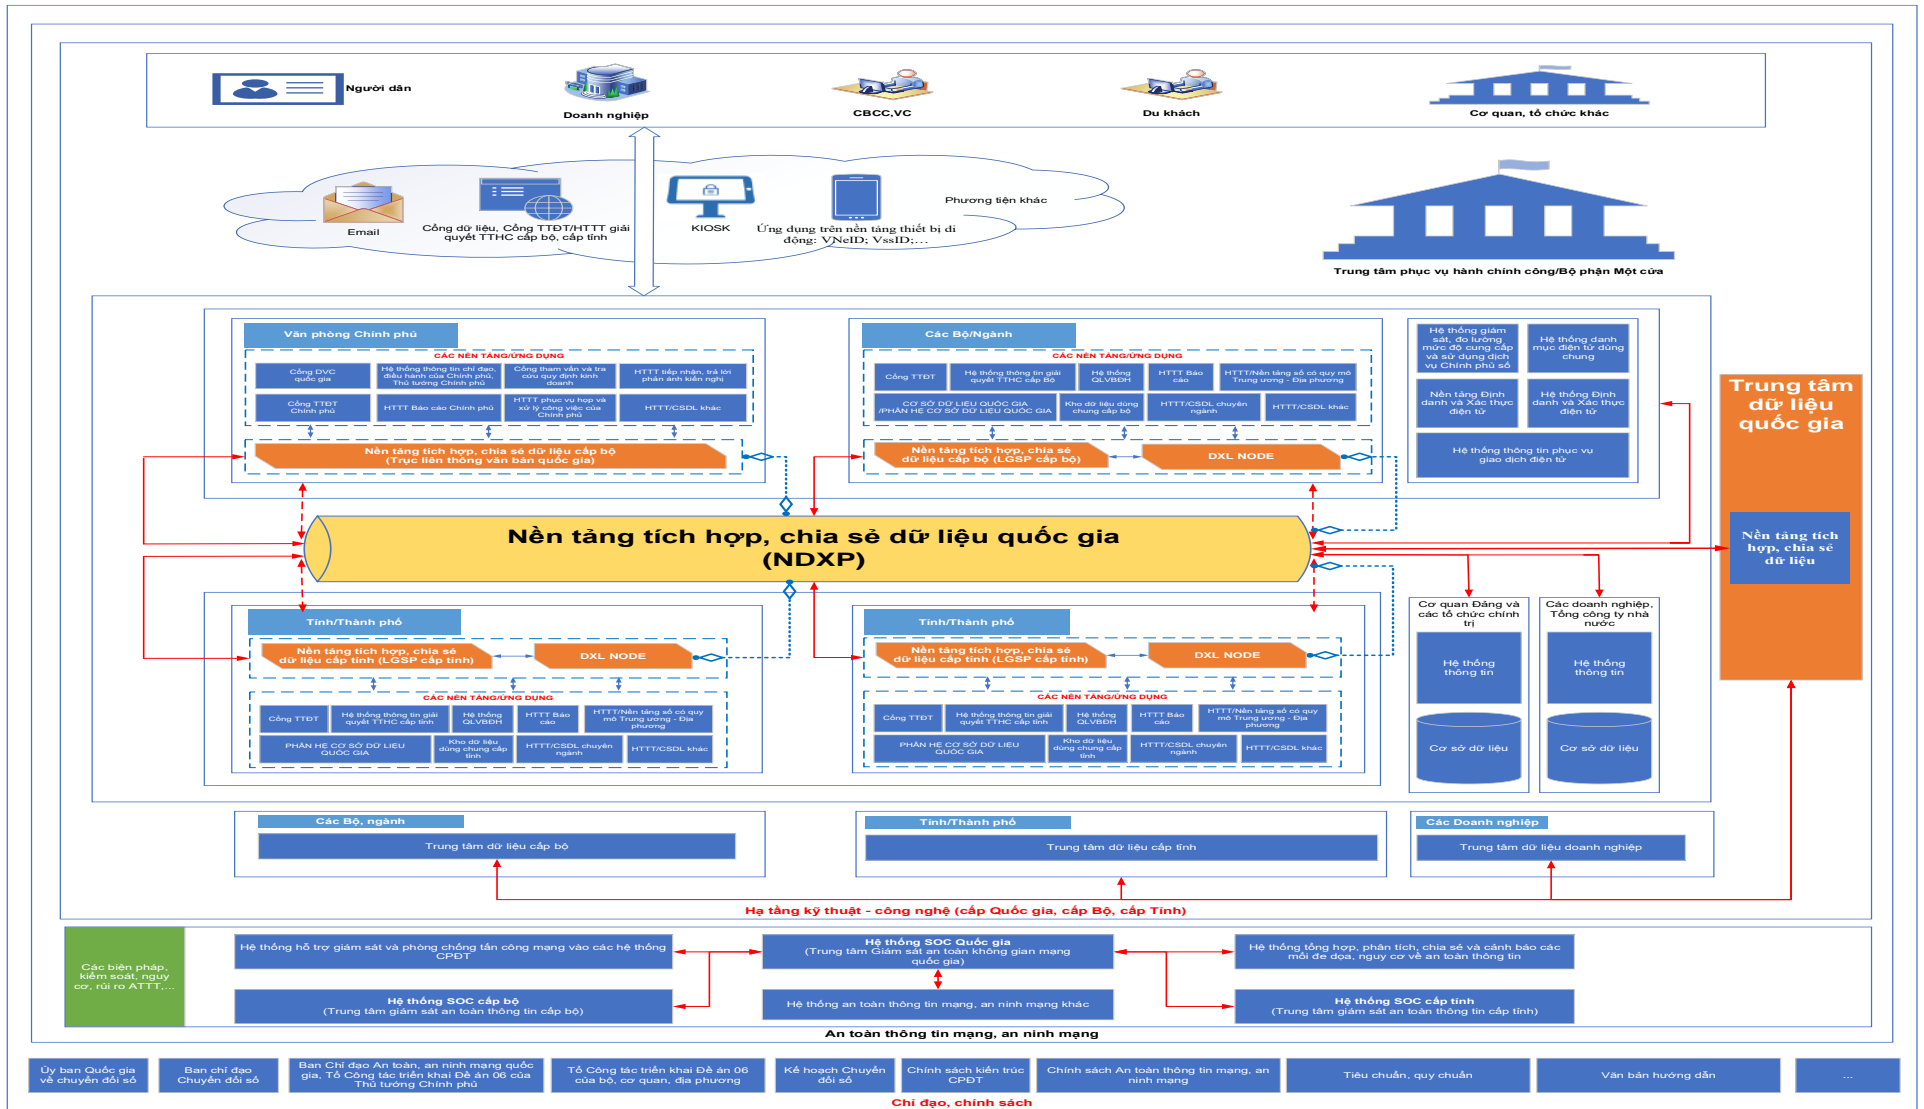 Người dân
Doanh nghiệp
CBCC,VC
Du khách
Cơ quan, tổ chức khác
Email
Cổng dữ liệu, Cổng TTĐT/HTTT giải
quyết TTHC cấp bộ, cấp tỉnh
KIOSK
Ứng dụng trên nền tảng thiết bị di
động: VNeID; VssID;...
Phương tiện khác
Trung tâm phục vụ hành chính công/Bộ phận Một cửa
Văn phòng Chính phủ
CÁC NỀN TẢNG/ỨNG DỤNG
Cổng DVC
quốc gia
Hệ thống thông tin chỉ đạo,
điều hành của Chính phủ,
Thủ tướng Chính phủ
Cổng tham vấn và tra
cứu quy định kinh
doanh
HTTT tiếp nhận, trả lời
phản ánh kiến nghị
Cổng TTĐT
Chính phủ
HTTT Báo cáo Chính phủ
HTTT phục vụ họp và
xử lý công việc của
Chính phủ
HTTT/CSDL khác
Nền tảng tích hợp, chia sẻ dữ liệu cấp bộ
(Trục liên thông văn bản quốc gia)
Các Bộ/Ngành
CÁC NỀN TẢNG/ỨNG DỤNG
Cổng TTĐT
Hệ thống thông tin giải
quyết TTHC cấp Bộ
Hệ thống
QLVBĐH
HTTT Báo
cáo
HTTT/Nền tảng số có quy mô
Trung ương - Địa phương
CƠ SỞ DỮ LIỆU QUỐC GIA
/PHÂN HỆ CƠ SỞ DỮ LIỆU QUỐC GIA
Kho dữ liệu dùng
chung cấp bộ
HTTT/CSDL chuyên
ngành
HTTT/CSDL khác
Nền tảng tích hợp, chia sẻ
dữ liệu cấp bộ (LGSP cấp bộ)
DXL NODE
Hệ thống giám
sát, đo lường
mức độ cung cấp
và sử dụng dịch
vụ Chính phủ số
Hệ thống danh
mục điện tử dùng
chung
Nền tảng Định
danh và Xác thực
điện tử
Hệ thống Định
danh và Xác thực
điện tử
Hệ thống thông tin phục vụ
giao dịch điện tử
Trung tâm
dữ liệu
quốc gia
Nền tảng tích
hợp, chia sẻ
dữ liệu
Nền tảng tích hợp, chia sẻ dữ liệu quốc gia
(NDXP)
Tỉnh/Thành phố
Nền tảng tích hợp, chia sẻ
dữ liệu cấp tỉnh (LGSP cấp tỉnh)
DXL NODE
CÁC NỀN TẢNG/ỨNG DỤNG
Cổng TTĐT
Hệ thống thông tin giải
quyết TTHC cấp tỉnh
Hệ thống
QLVBĐH
HTTT Báo
cáo
HTTT/Nền tảng số có quy
mô Trung ương - Địa
phương
PHÂN HỆ CƠ SỞ DỮ LIỆU
QUỐC GIA
Kho dữ liệu
dùng chung cấp
tỉnh
HTTT/CSDL chuyên
ngành
HTTT/CSDL khác
Tỉnh/Thành phố
Nền tảng tích hợp, chia sẻ
dữ liệu cấp tỉnh (LGSP cấp tỉnh)
DXL NODE
CÁC NỀN TẢNG/ỨNG DỤNG
Cổng TTĐT
Hệ thống thông tin giải
quyết TTHC cấp tỉnh
Hệ thống
QLVBĐH
HTTT Báo
cáo
HTTT/Nền tảng số có quy
mô Trung ương - Địa
phương
PHÂN HỆ CƠ SỞ DỮ LIỆU
QUỐC GIA
Kho dữ liệu
dùng chung cấp
tỉnh
HTTT/CSDL chuyên
ngành
HTTT/CSDL khác
Cơ quan Đảng và
các tổ chức chính
trị
Hệ thống
thông tin
Cơ sở dữ liệu
Các doanh nghiệp,
Tổng công ty nhà
nước
Hệ thống
thông tin
Cơ sở dữ liệu
Các Bộ, ngành
Trung tâm dữ liệu cấp bộ
Tỉnh/Thành phố
Trung tâm dữ liệu cấp tỉnh
Các Doanh nghiệp
Trung tâm dữ liệu doanh nghiệp
Hạ tầng kỹ thuật - công nghệ (cấp Quốc gia, cấp Bộ, cấp Tỉnh)
Các biện pháp,
kiểm soát, nguy
cơ, rủi ro ATTT,...
Hệ thống hỗ trợ giám sát và phòng chống tấn công mạng vào các hệ thống
CPĐT
Hệ thống SOC Quốc gia
(Trung tâm Giám sát an toàn không gian mạng
quốc gia)
Hệ thống tổng hợp, phân tích, chia sẻ và cảnh báo các
mối đe dọa, nguy cơ về an toàn thông tin
Hệ thống SOC cấp bộ
(Trung tâm giám sát an toàn thông tin cấp bộ)
Hệ thống an toàn thông tin mạng, an ninh mạng khác
Hệ thống SOC cấp tỉnh
(Trung tâm giám sát an toàn thông tin cấp tỉnh)
An toàn thông tin mạng, an ninh mạng
Ủy ban Quốc gia
về chuyển đổi số
Ban chỉ đạo
Chuyển đổi số
Ban Chỉ đạo An toàn, an ninh mạng quốc
gia, Tổ Công tác triển khai Đề án 06 của
Thủ tướng Chính phủ
Tổ Công tác triển khai Đề án 06
của bộ, cơ quan, địa phương
Kế hoạch Chuyển
đổi số
Chính sách kiến trúc
CPĐT
Chính sách An toàn thông tin mạng, an
ninh mạng
Tiêu chuẩn, quy chuẩn
Văn bản hướng dẫn
...
Chỉ đạo, chính sách